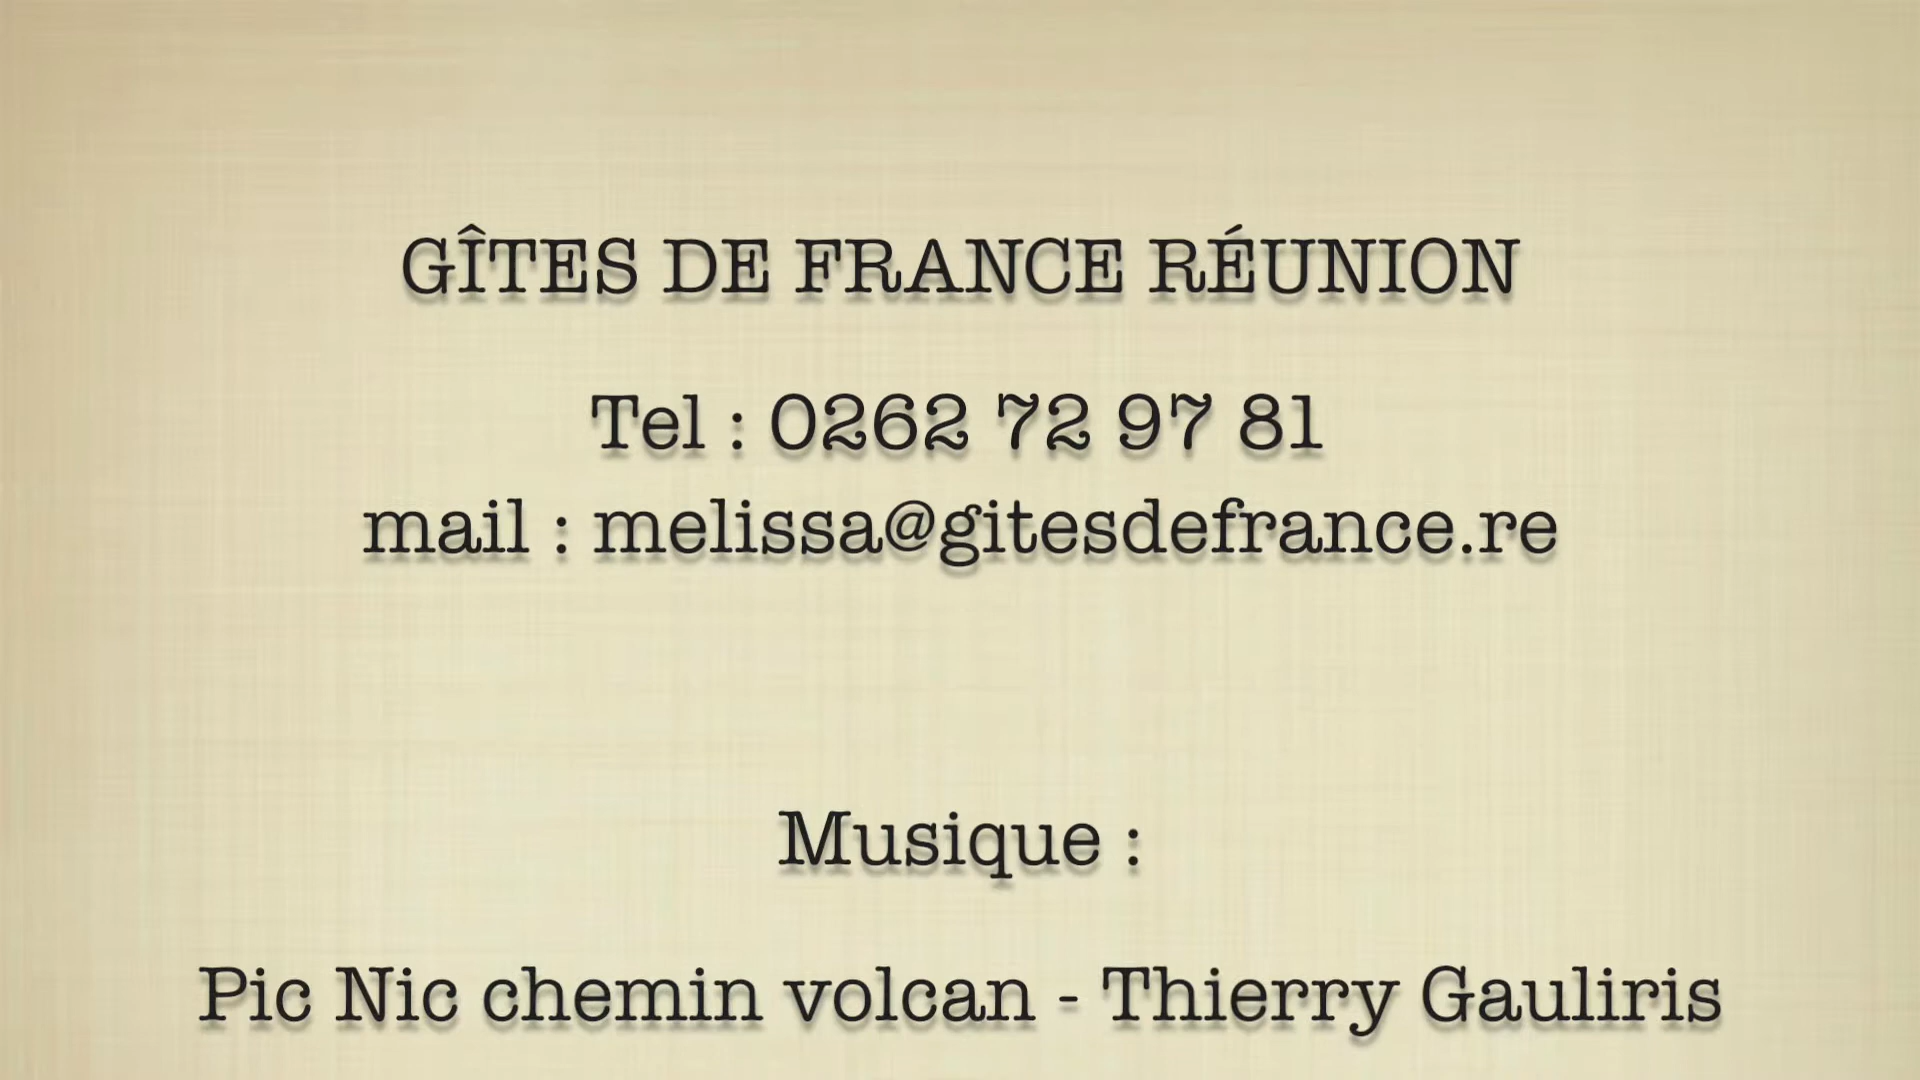 GÎTES DE FRANCE RÉUNION
Tel : 0262 72 97 81
mail : melissa@gitesdefrance.re
Musique :
Pic Nic chemin volcan - Thierry Gauliris